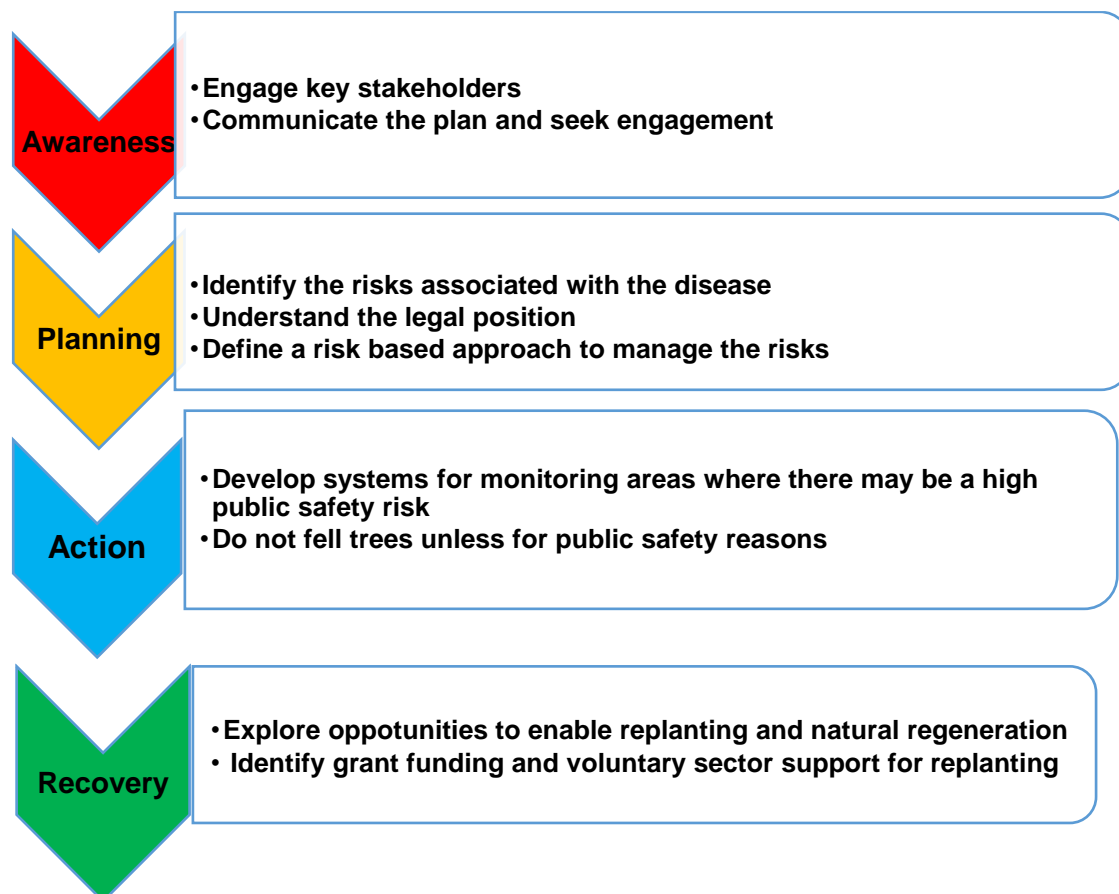 Awareness
• Engage key stakeholders
• Communicate the plan and seek engagement
Planning
• Identify the risks associated with the disease
• Understand the legal position
• Define a risk based approach to manage the risks
Action
• Develop systems for monitoring areas where there may be a high
public safety risk
• Do not fell trees unless for public safety reasons
Recovery
• Explore oppotunities to enable replanting and natural regeneration
• Identify grant funding and voluntary sector support for replanting